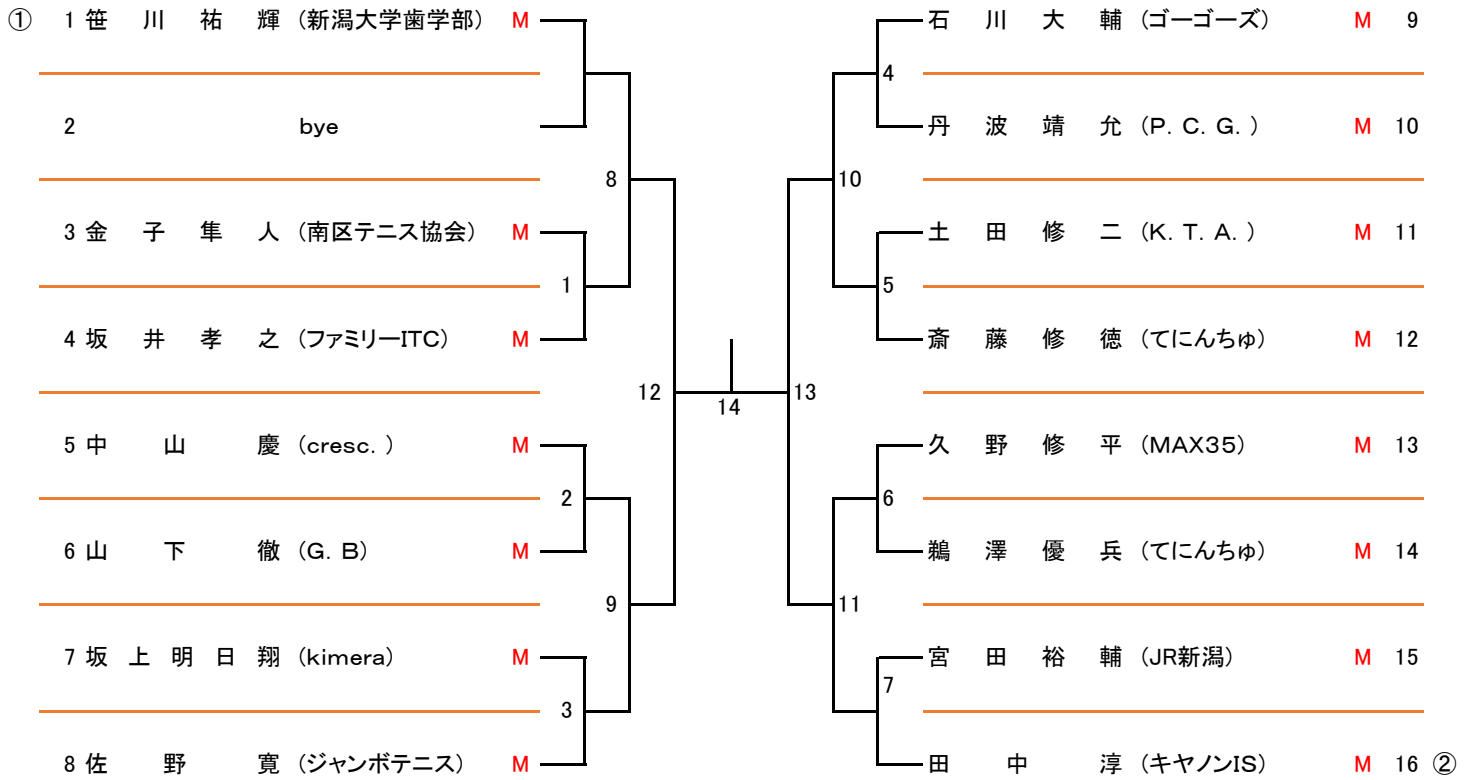 ① 1 笹川祐輝 (新潟大学歯学部) M 石川大輔 (ゴーゴーズ) M 9
4
2 bye 丹波靖允 (P. C. G. ) M 10
8 10
3 金子隼人 (南区テニス協会) M 土田修二 (K. T. A. ) M 11
1 5
4 坂井孝之 (ファミリーITC) M 斎藤修徳 (てにんちゅ) M 12
12 14 13
5 中山慶 (cresc. ) M 久野修平 (MAX35) M 13
2 6
6 山下徹 (G. B) M 鵜澤優兵 (てにんちゅ) M 14
9 11
7 坂上明日翔 (kimera) M 宮田裕輔 (JR新潟) M 15
3 7
8 佐野寛 (ジャンボテニス) M 田中淳 (キヤノンIS) M 16 ②